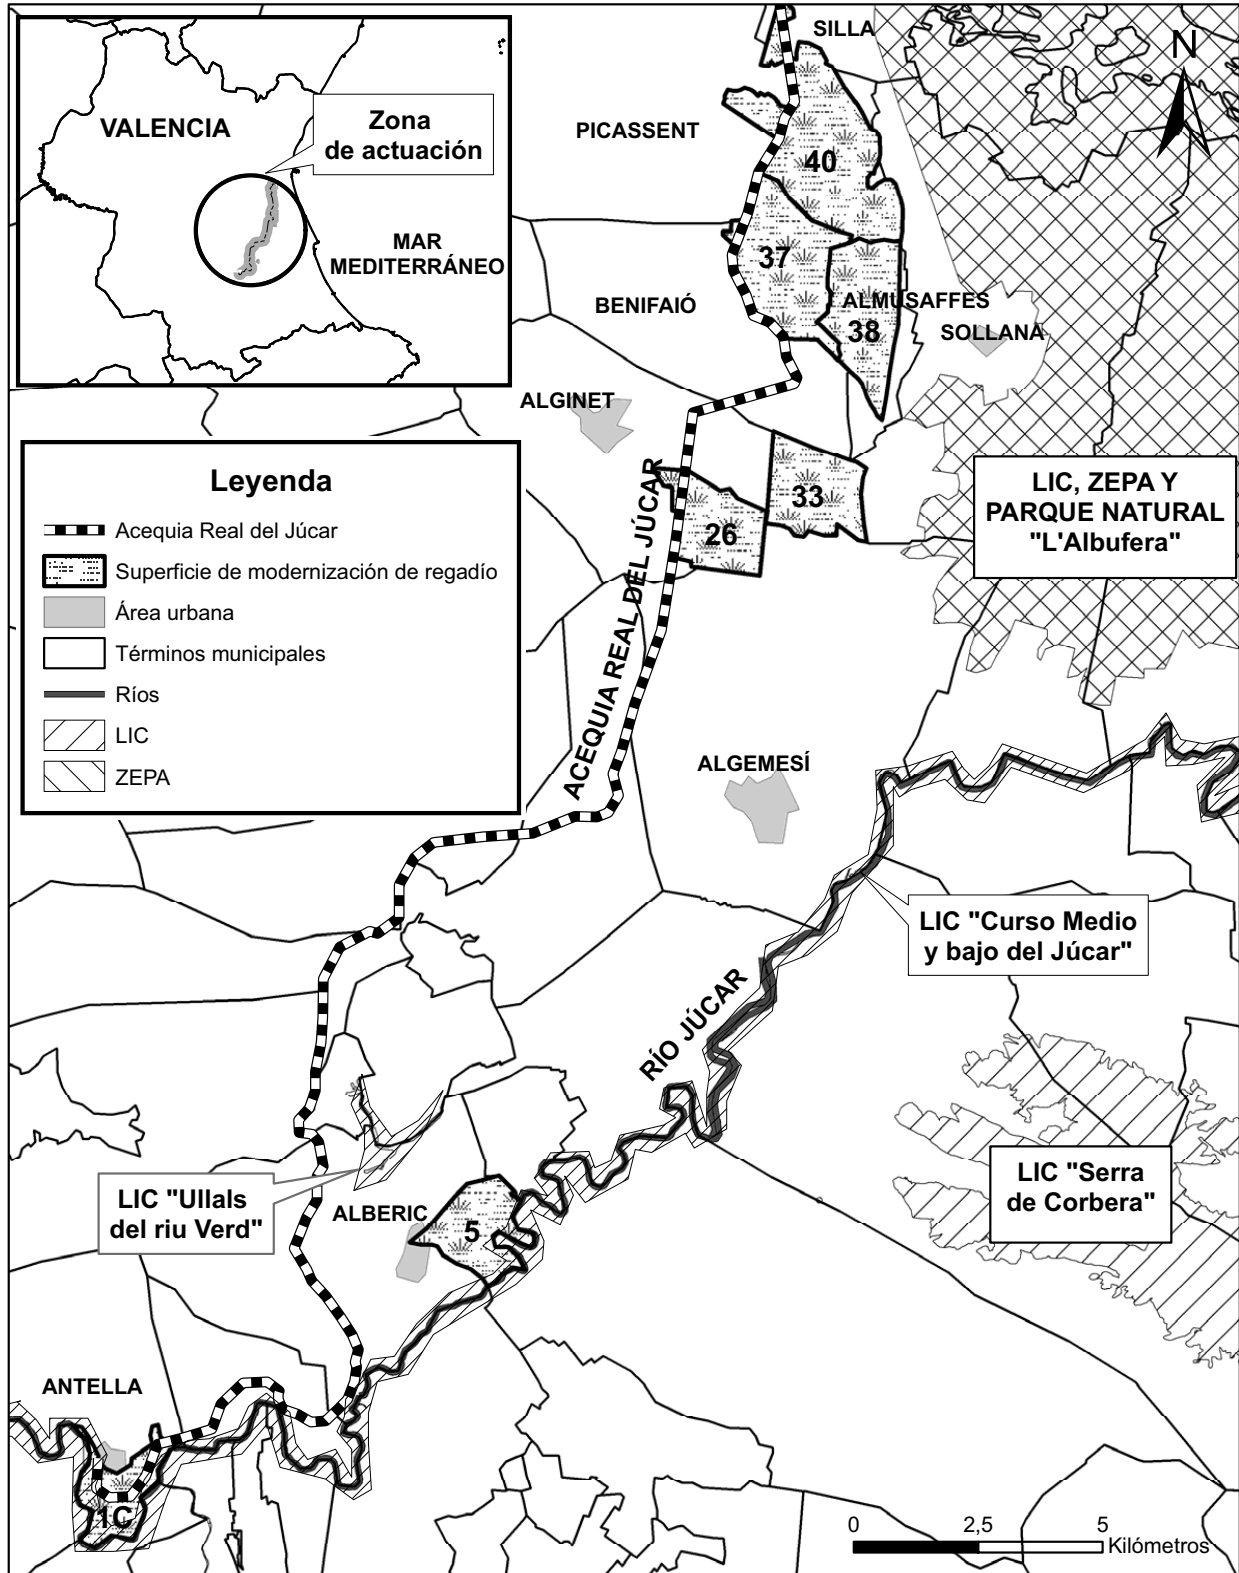 VALENCIA
Zona
de actuación
MAR
MEDITERRÁNEO
SILLA
N
PICASSENT
40
37
BENIFAIÓ
ALMUSAFFES
38
SOLLANA
ALGINET
33
26
LIC, ZEPA Y
PARQUE NATURAL
"L'Albufera"
Leyenda
Acequia Real del Júcar
Superficie de modernización de regadío
Área urbana
Términos municipales
Ríos
LIC
ZEPA
ACEQUIA REAL DEL JÚCAR
ALGEMESÍ
LIC "Curso Medio
y bajo del Júcar"
RÍO JÚCAR
LIC "Serra
de Corbera"
LIC "Ullals
del riu Verd"
ALBERIC
5
ANTELLA
1C
0 2,5 5
Kilómetros